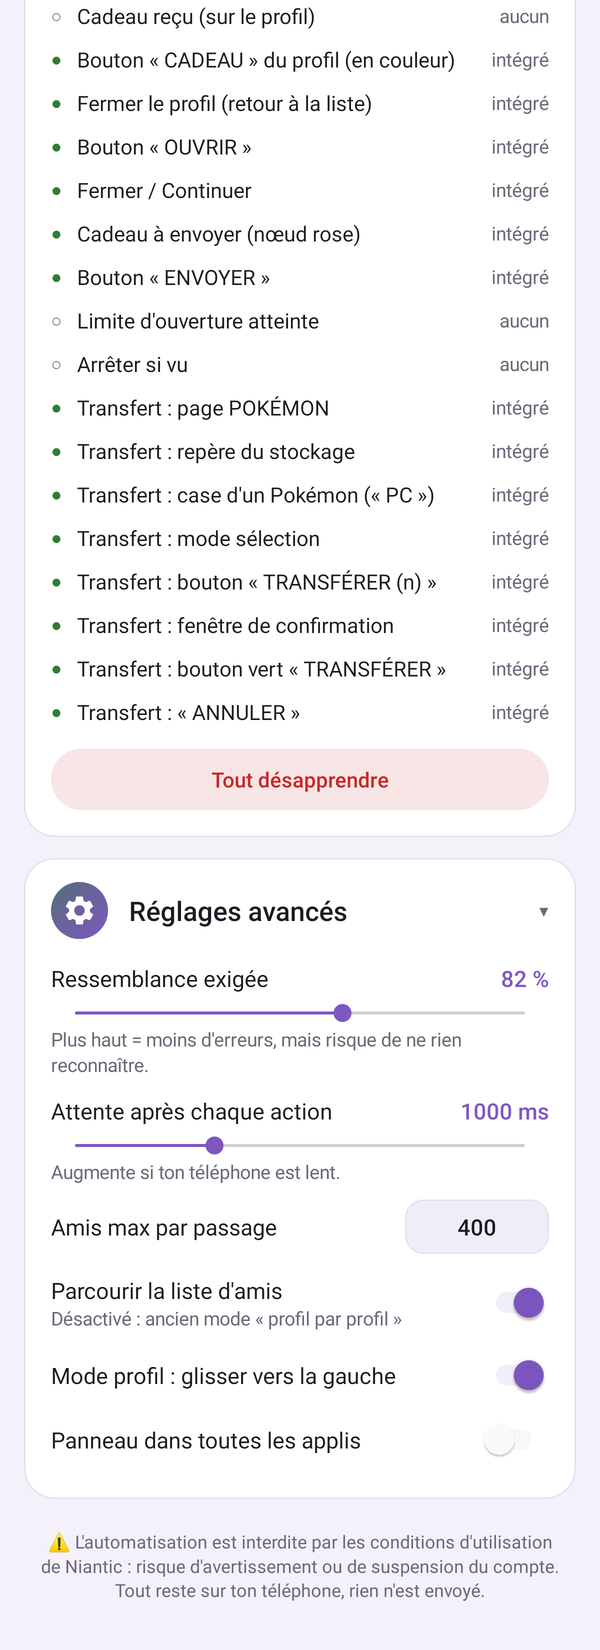 Cadeau reçu (sur le profil) aucun
Bouton « CADEAU » du profil (en couleur) intégré
Fermer le profil (retour à la liste) intégré
Bouton « OUVRIR » intégré
Fermer / Continuer intégré
Cadeau à envoyer (nœud rose) intégré
Bouton « ENVOYER » intégré
Limite d'ouverture atteinte aucun
Arrêter si vu aucun
Transfert : page POKÉMON intégré
Transfert : repère du stockage intégré
Transfert : case d'un Pokémon (« PC ») intégré
Transfert : mode sélection intégré
Transfert : bouton « TRANSFÉRER (n) » intégré
Transfert : fenêtre de confirmation intégré
Transfert : bouton vert « TRANSFÉRER » intégré
Transfert : « ANNULER » intégré
Tout désapprendre
Réglages avancés
Ressemblance exigée 82 %
Plus haut = moins d'erreurs, mais risque de ne rien
reconnaître.
Attente après chaque action 1000 ms
Augmente si ton téléphone est lent.
Amis max par passage 400
Parcourir la liste d'amis
Désactivé : ancien mode « profil par profil »
Mode profil : glisser vers la gauche
Panneau dans toutes les applis
⚠️ L'automatisation est interdite par les conditions d'utilisation
de Niantic : risque d'avertissement ou de suspension du compte.
Tout reste sur ton téléphone, rien n'est envoyé.